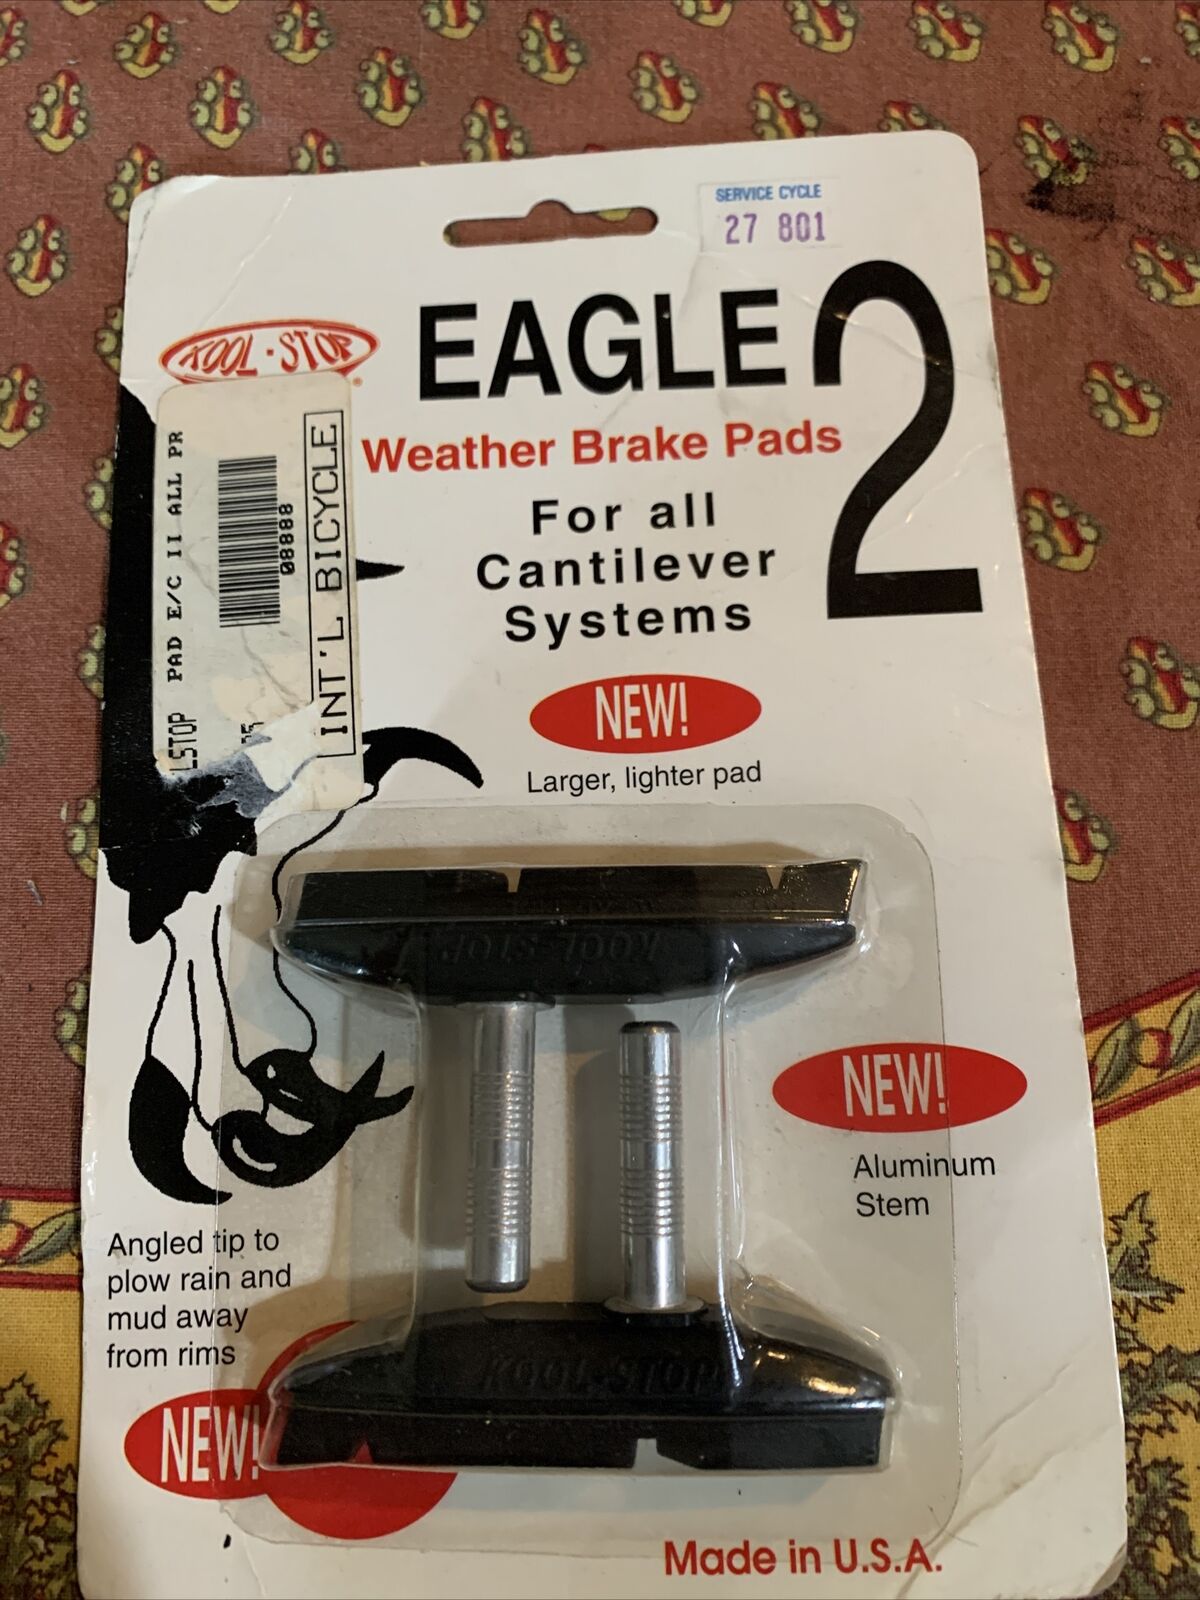 SERVICE CYCLE
27 801
KOOL·STOP
®
EAGLE 2
Weather Brake Pads
For all
Cantilever
Systems
LSTOP PAD E/C II ALL PR
08888
INT'L BICYCLE
NEW!
Larger, lighter pad
KOOL-STOP
KOOL-STOP
NEW!
Aluminum
Stem
Angled tip to
plow rain and
mud away
from rims
NEW!
Made in U.S.A.